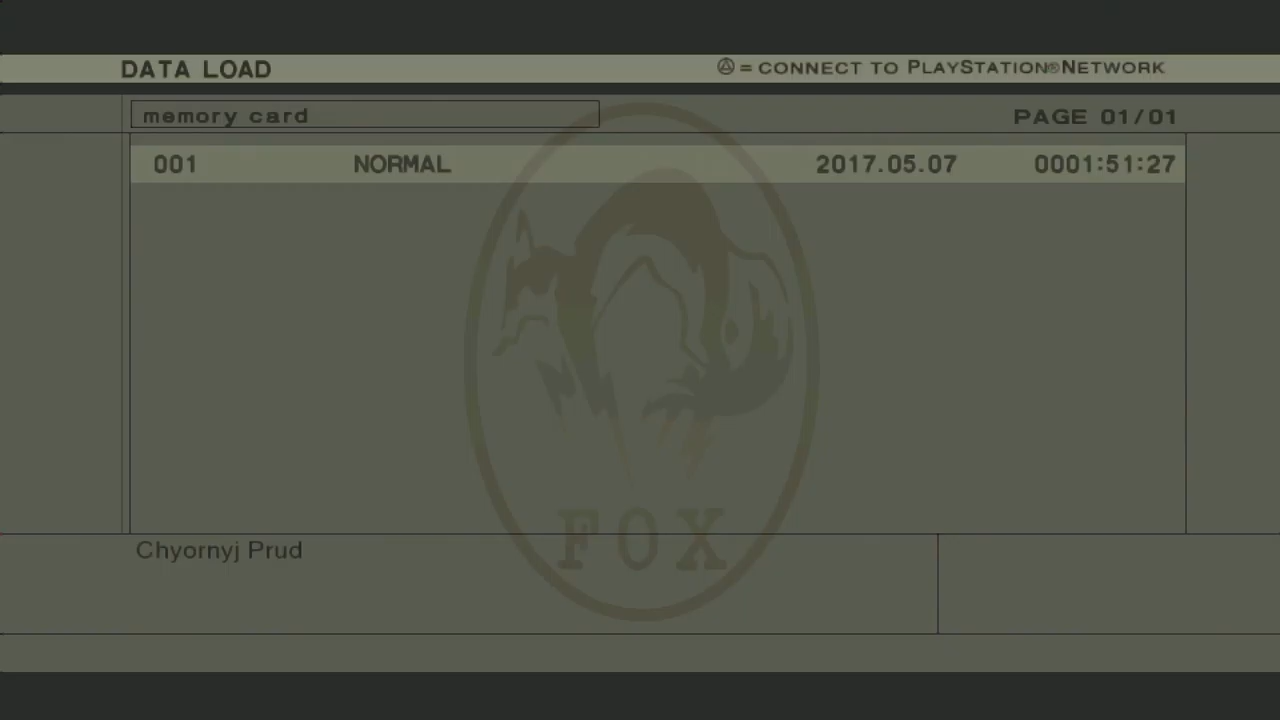 DATA LOAD
Ⓐ = CONNECT TO PLAYSTATION®NETWORK
memory card
PAGE 01/01
001 NORMAL 2017.05.07 0001:51:27
FOX
Chyornyj Prud